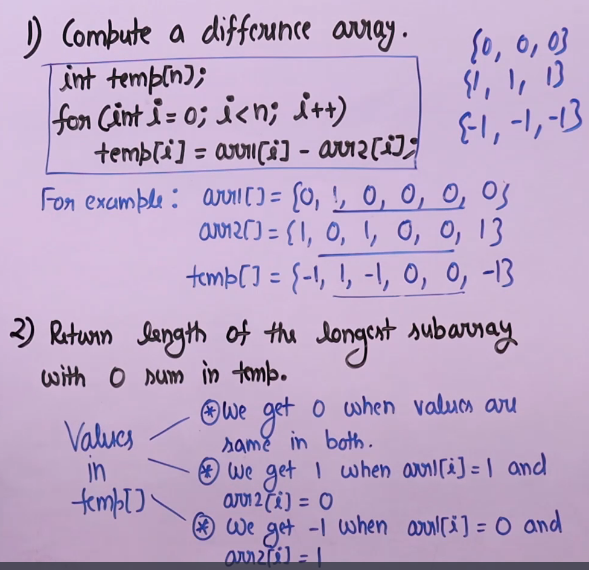 1) Compute a difference array.
{0, 0, 0}
{1, 1, 1}
{-1, -1, -1}
int temp[n];
for (int i = 0; i<n; i++)
temp[i] = arr1[i] - arr2[i];
For example: arr1[] = {0, 1, 0, 0, 0, 0}
arr2[] = {1, 0, 1, 0, 0, 1}
temp[] = {-1, 1, -1, 0, 0, -1}
2) Return length of the longest subarray
with 0 sum in temp.
Values
in
temp[]
* We get 0 when values are
same in both.
* We get 1 when arr1[i] = 1 and
arr2[i] = 0
* We get -1 when arr1[i] = 0 and
arr2[i] = 1